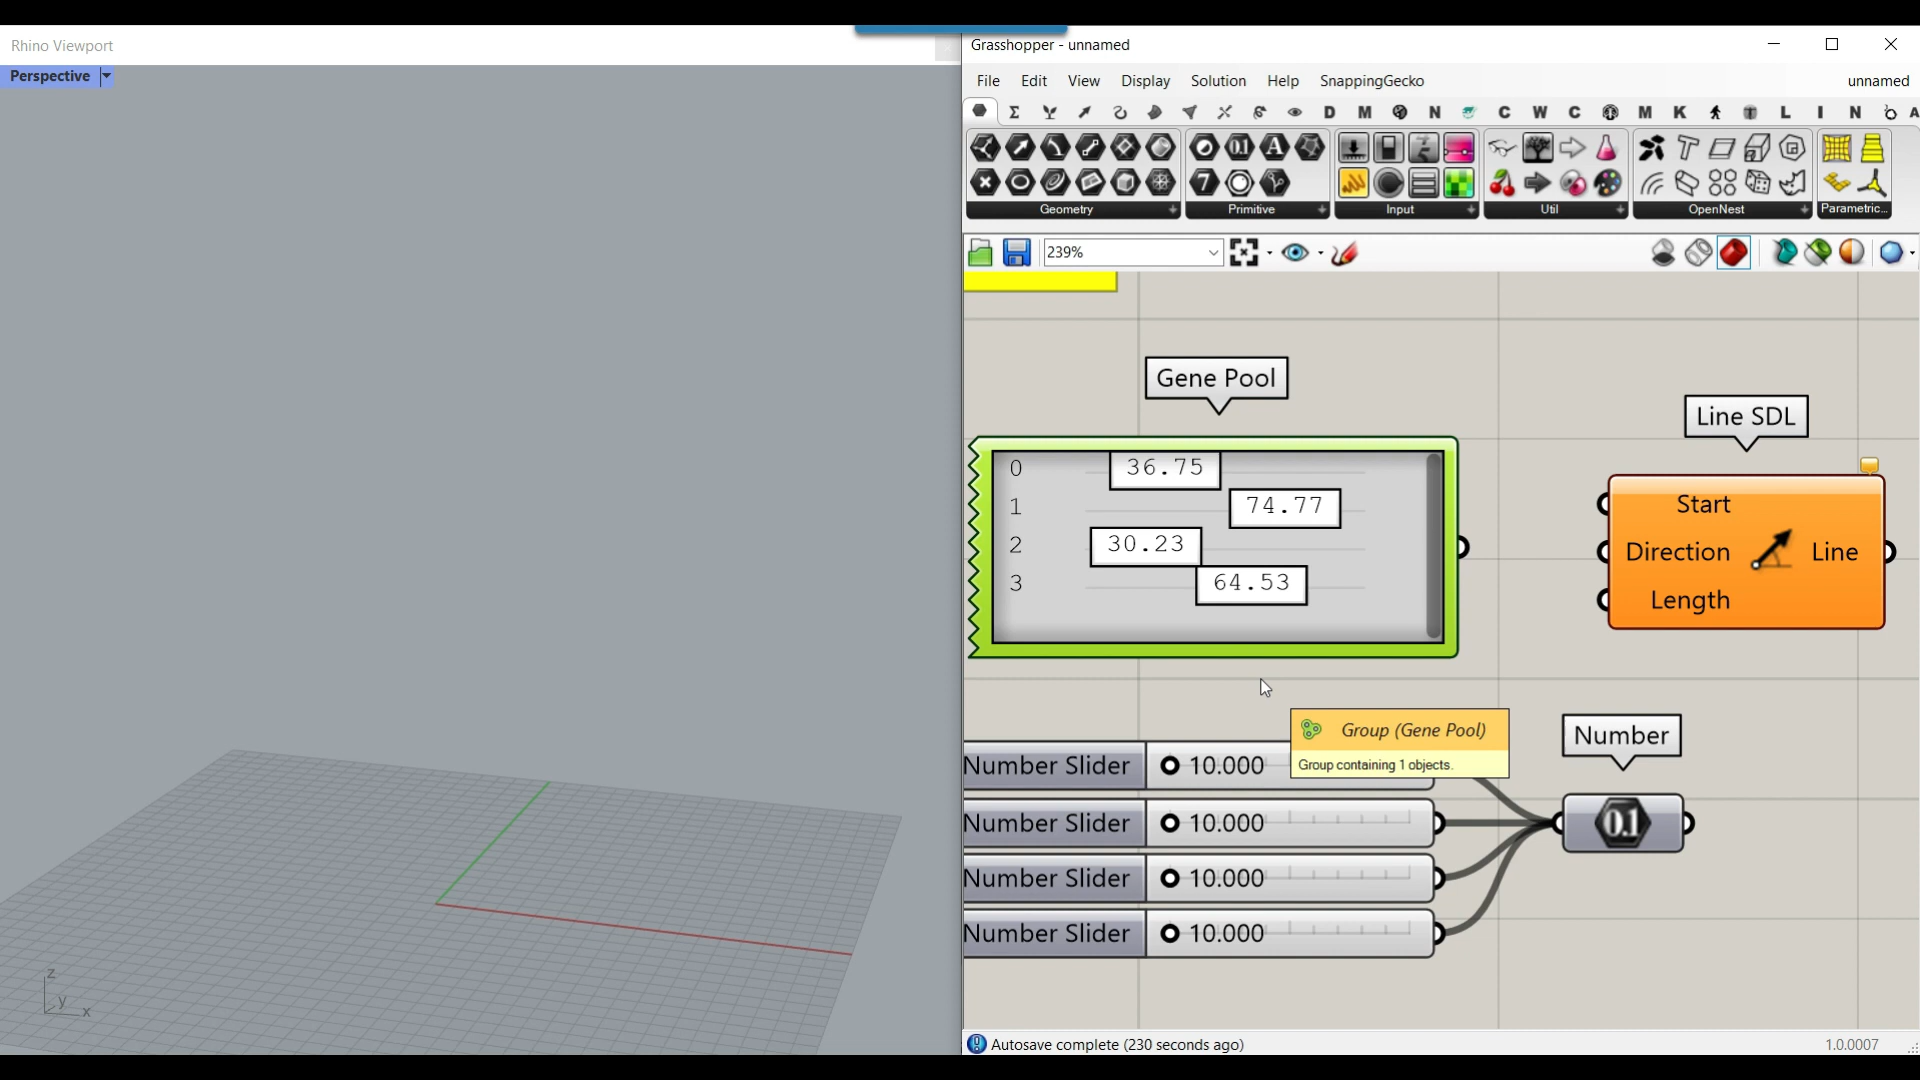 Rhino Viewport
Perspective
z
y
x
Grasshopper - unnamed
File Edit View Display Solution Help SnappingGecko unnamed
D M N C W C M K L I N A
Geometry Primitive Input Util OpenNest Parametric...
239%
Gene Pool
0 36.75
1 74.77
2 30.23
3 64.53
Line SDL
Start
Direction Line
Length
Group (Gene Pool)
Group containing 1 objects.
Number
Number Slider 10.000
Number Slider 10.000
Number Slider 10.000
Number Slider 10.000
0.1
Autosave complete (230 seconds ago) 1.0.0007